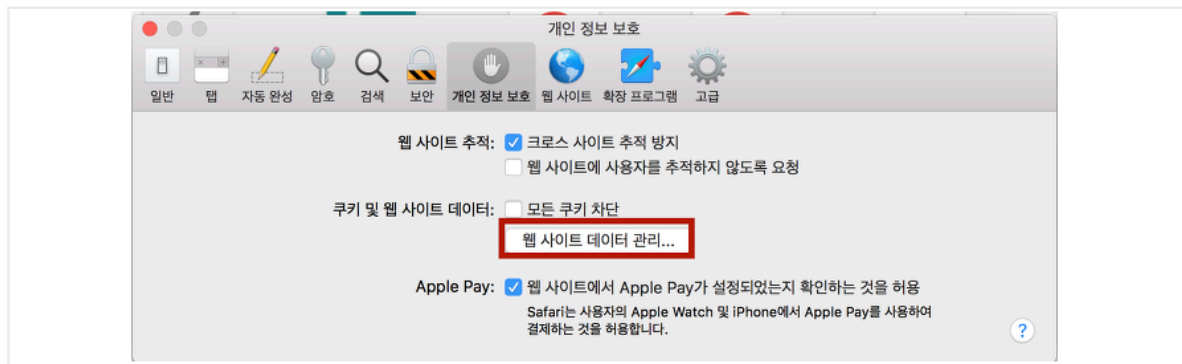 개인 정보 보호
일반 탭 자동 완성 암호 검색 보안 개인 정보 보호 웹 사이트 확장 프로그램 고급
웹 사이트 추적: 크로스 사이트 추적 방지
웹 사이트에 사용자를 추적하지 않도록 요청
쿠키 및 웹 사이트 데이터: 모든 쿠키 차단
웹 사이트 데이터 관리...
Apple Pay: 웹 사이트에서 Apple Pay가 설정되었는지 확인하는 것을 허용
Safari는 사용자의 Apple Watch 및 iPhone에서 Apple Pay를 사용하여
결제하는 것을 허용합니다.
?